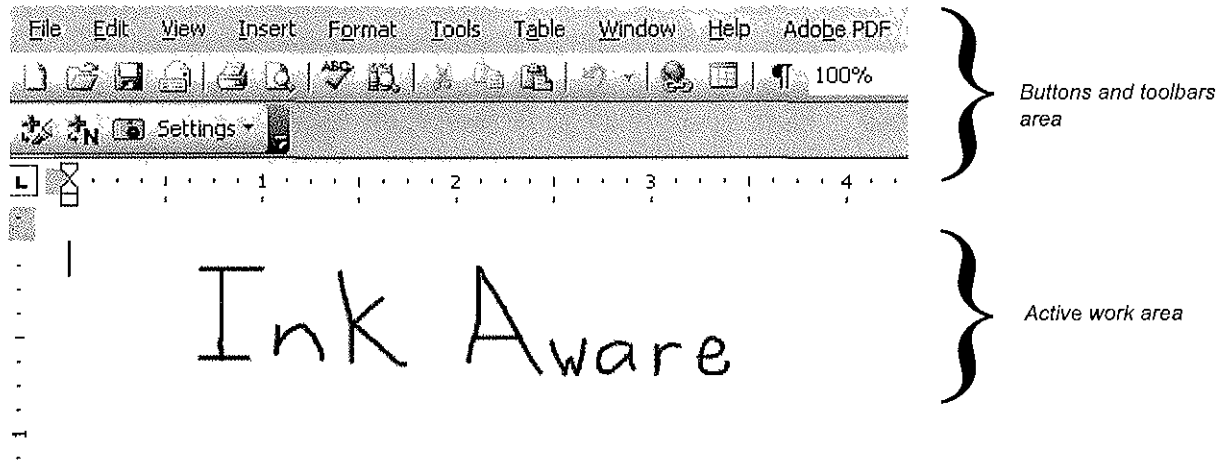 File Edit View Insert Format Tools Table Window Help Adobe PDF
ABC 100%
Buttons and toolbars
area
N Settings
L 1 2 3 4
Ink Aware
Active work area
1